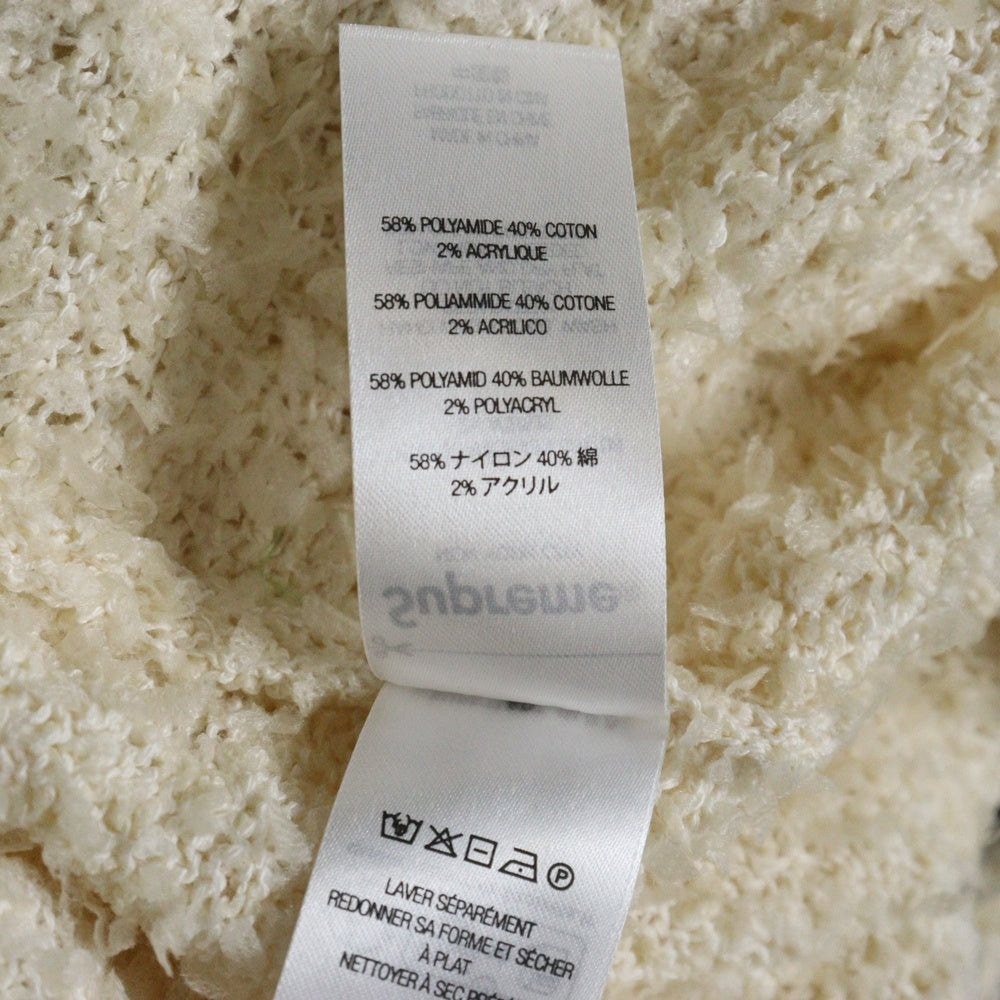 58% POLYAMIDE 40% COTON
2% ACRYLIQUE
58% POLIAMMIDE 40% COTONE
2% ACRILICO
58% POLYAMID 40% BAUMWOLLE
2% POLYACRYL
58% ナイロン 40% 綿
2% アクリル
Supreme
P
LAVER SÉPARÉMENT
REDONNER SA FORME ET SÉCHER
À PLAT
NETTOYER À SEC